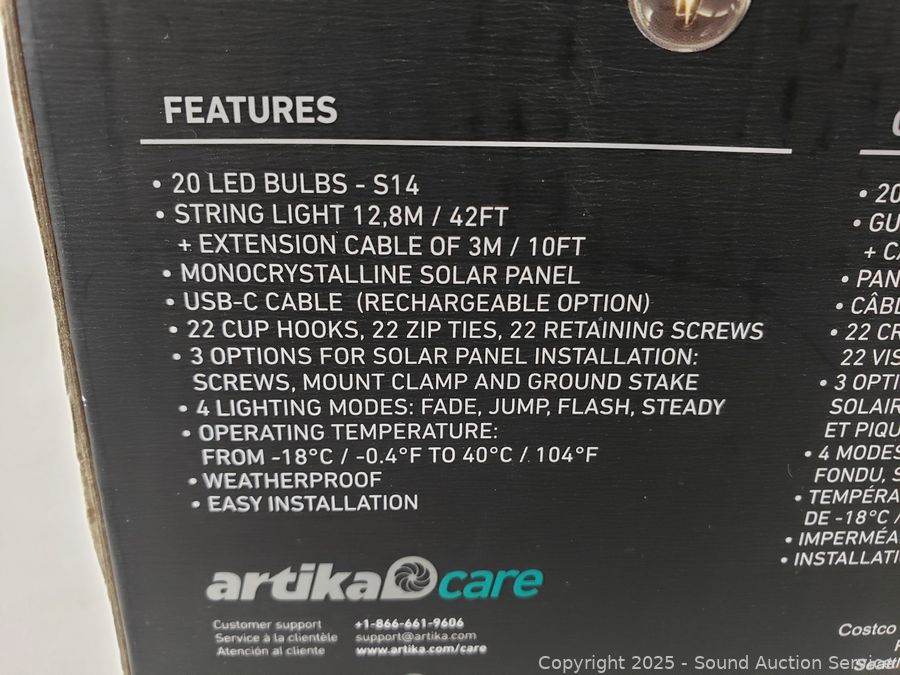 FEATURES
• 20 LED BULBS - S14
• STRING LIGHT 12,8M / 42FT
+ EXTENSION CABLE OF 3M / 10FT
• MONOCRYSTALLINE SOLAR PANEL
• USB-C CABLE (RECHARGEABLE OPTION)
• 22 CUP HOOKS, 22 ZIP TIES, 22 RETAINING SCREWS
• 3 OPTIONS FOR SOLAR PANEL INSTALLATION:
SCREWS, MOUNT CLAMP AND GROUND STAKE
• 4 LIGHTING MODES: FADE, JUMP, FLASH, STEADY
• OPERATING TEMPERATURE:
FROM -18°C / -0.4°F TO 40°C / 104°F
• WEATHERPROOF
• EASY INSTALLATION
artika care
Customer support +1-866-661-9606
Service à la clientèle support@artika.com
Atención al cliente www.artika.com/care
• 20
• GU
+ CA
• PAN
• CÂBL
• 22 CR
22 VIS
• 3 OPTI
SOLAIR
ET PIQU
• 4 MODES
FONDU, S
• TEMPÉRA
DE -18°C /
• IMPERMÉA
• INSTALLATI
Costco
Seatt
Copyright 2025 - Sound Auction Service